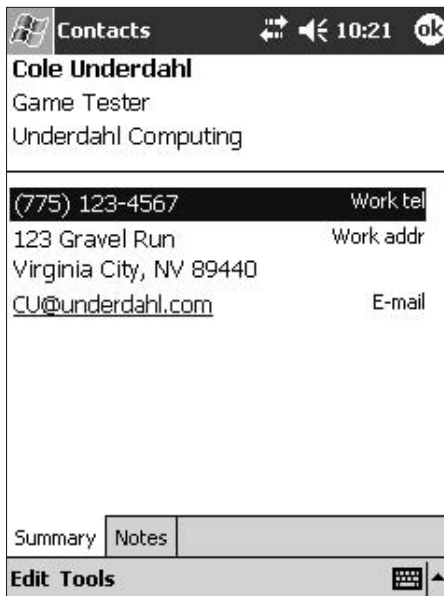 Contacts 10:21 ok
Cole Underdahl
Game Tester
Underdahl Computing
(775) 123-4567 Work tel
123 Gravel Run Work addr
Virginia City, NV 89440
CU@underdahl.com E-mail
Summary Notes
Edit Tools